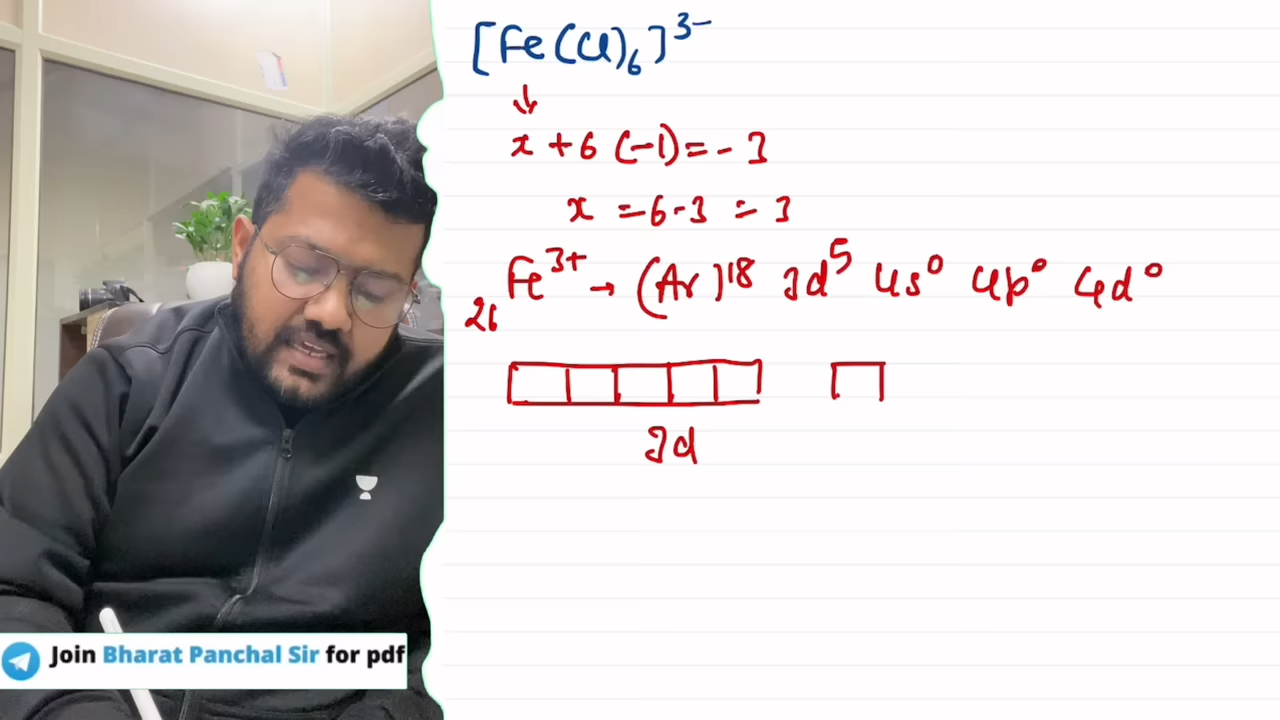 [Fe(Cl)₆]³⁻
↓
x + 6 (-1) = - 3
x = 6 - 3 = 3
₂₆Fe³⁺ → (Ar)¹⁸ 3d⁵ 4s⁰ 4p⁰ 4d⁰
3d
Join Bharat Panchal Sir for pdf